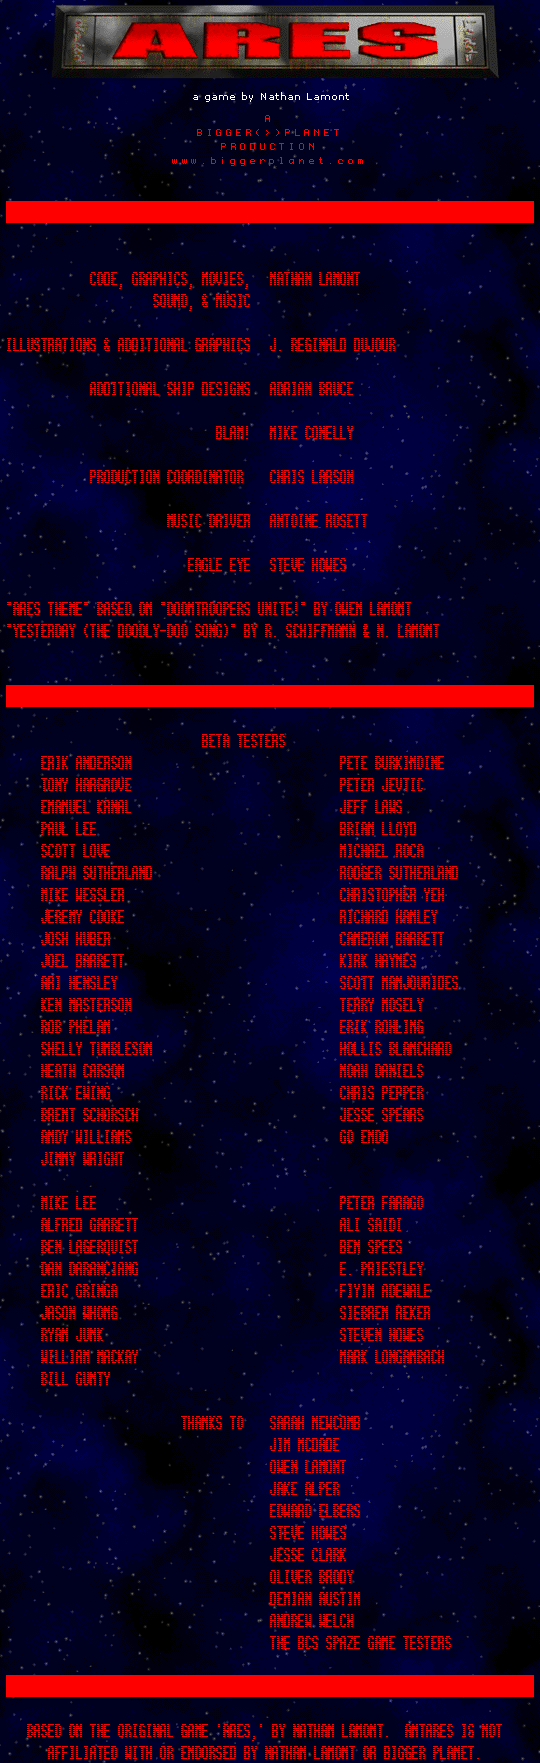 ARES
a game by Nathan Lamont
A
BIGGER<>>PLANET
PRODUCTION
www.biggerplanet.com
CODE, GRAPHICS, MOVIES, NATHAN LAMONT
SOUND, & MUSIC
ILLUSTRATIONS & ADDITIONAL GRAPHICS J. REGINALD DUJOUR
ADDITIONAL SHIP DESIGNS ADRIAN BRUCE
BLAM! MIKE CONELLY
PRODUCTION COORDINATOR CHRIS LARSON
MUSIC DRIVER ANTOINE ROSETT
EAGLE EYE STEVE HOWES
"ARES THEME" BASED ON "DOOMTROOPERS UNITE!" BY OWEN LAMONT
"YESTERDAY (THE DOODLY-DOO SONG)" BY R. SCHIFFMANN & N. LAMONT
BETA TESTERS
ERIK ANDERSON PETE BURKIMDINE
TONY HARGROVE PETER JEVTIC
EMANUEL KANAL JEFF LAWS
PAUL LEE BRIAN LLOYD
SCOTT LOVE MICHAEL ROCA
RALPH SUTHERLAND RODGER SUTHERLAND
MIKE WESSLER CHRISTOPHER YEH
JEREMY COOKE RICHARD HANLEY
JOSH HUBER CAMERON BARRETT
JOEL BARRETT KIRK HAYNES
ARI HENSLEY SCOTT MANJOURIDES
KEN MASTERSON TERRY MOSELY
ROB PHELAN ERIK ROHLING
SHELLY TUMBLESON HOLLIS BLANCHARD
HEATH CARSON NOAH DANIELS
RICK EWING CHRIS PEPPER
BRENT SCHORSCH JESSE SPEARS
ANDY WILLIAMS GO ENDO
JIMMY WRIGHT
MIKE LEE PETER FARAGO
ALFRED GARRETT ALI SAIDI
BEN LAGERQVIST BEN SPEES
DAN DARANCIANG E. PRIESTLEY
ERIC GRINGA FIYIN ADEWALE
JASON WHONG SIEBREN REKER
RYAN JUNK STEVEN HOWES
WILLIAM MACKAY MARK LONGAMBACH
BILL GUNTY
THANKS TO SARAH NEWCOMB
JIM MCDADE
OWEN LAMONT
JAKE ALPER
EDWARD ELDERS
STEVE HOWES
JESSE CLARK
OLIVER BRODY
DEMIAN AUSTIN
ANDREW WELCH
THE BCS SPAZE GAME TESTERS
BASED ON THE ORIGINAL GAME 'ARES,' BY NATHAN LAMONT. ANTARES IS NOT
AFFILIATED WITH OR ENDORSED BY NATHAN LAMONT OR BIGGER PLANET.